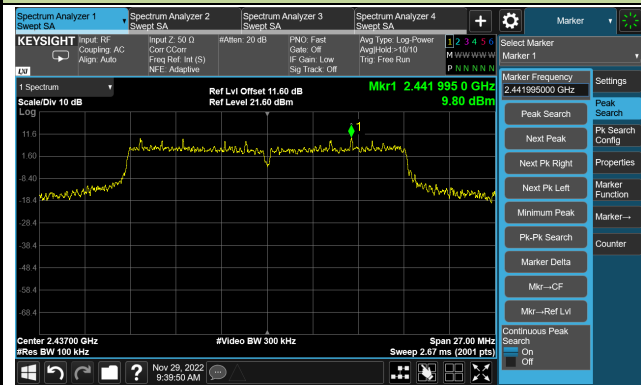 Spectrum Analyzer 1
Swept SA
Spectrum Analyzer 2
Swept SA
Spectrum Analyzer 3
Swept SA
Spectrum Analyzer 4
Swept SA
Marker
KEYSIGHT
Input: RF
Coupling: AC
Align: Auto
Input Z: 50 Ω
Corr CCorr
Freq Ref: Int (S)
NFE: Adaptive
#Atten: 20 dB
PNO: Fast
Gate: Off
IF Gain: Low
Sig Track: Off
Avg Type: Log-Power
Avg|Hold:>10/10
Trig: Free Run
1 2 3 4 5 6
M W W W W W
P N N N N N
LXI
Select Marker
Marker 1
1 Spectrum
Scale/Div 10 dB
Log
Ref Lvl Offset 11.60 dB
Ref Level 21.60 dBm
Mkr1 2.441 995 0 GHz
9.80 dBm
1
11.6
1.60
-8.40
-18.4
-28.4
-38.4
-48.4
-58.4
-68.4
Center 2.43700 GHz
#Res BW 100 kHz
#Video BW 300 kHz
Span 27.00 MHz
Sweep 2.67 ms (2001 pts)
Marker Frequency
2.441995000 GHz
Peak Search
Next Peak
Next Pk Right
Next Pk Left
Minimum Peak
Pk-Pk Search
Marker Delta
Mkr→CF
Mkr→Ref Lvl
Continuous Peak
Search
On
Off
Settings
Peak
Search
Pk Search
Config
Properties
Marker
Function
Marker→
Counter
Nov 29, 2022
9:39:50 AM